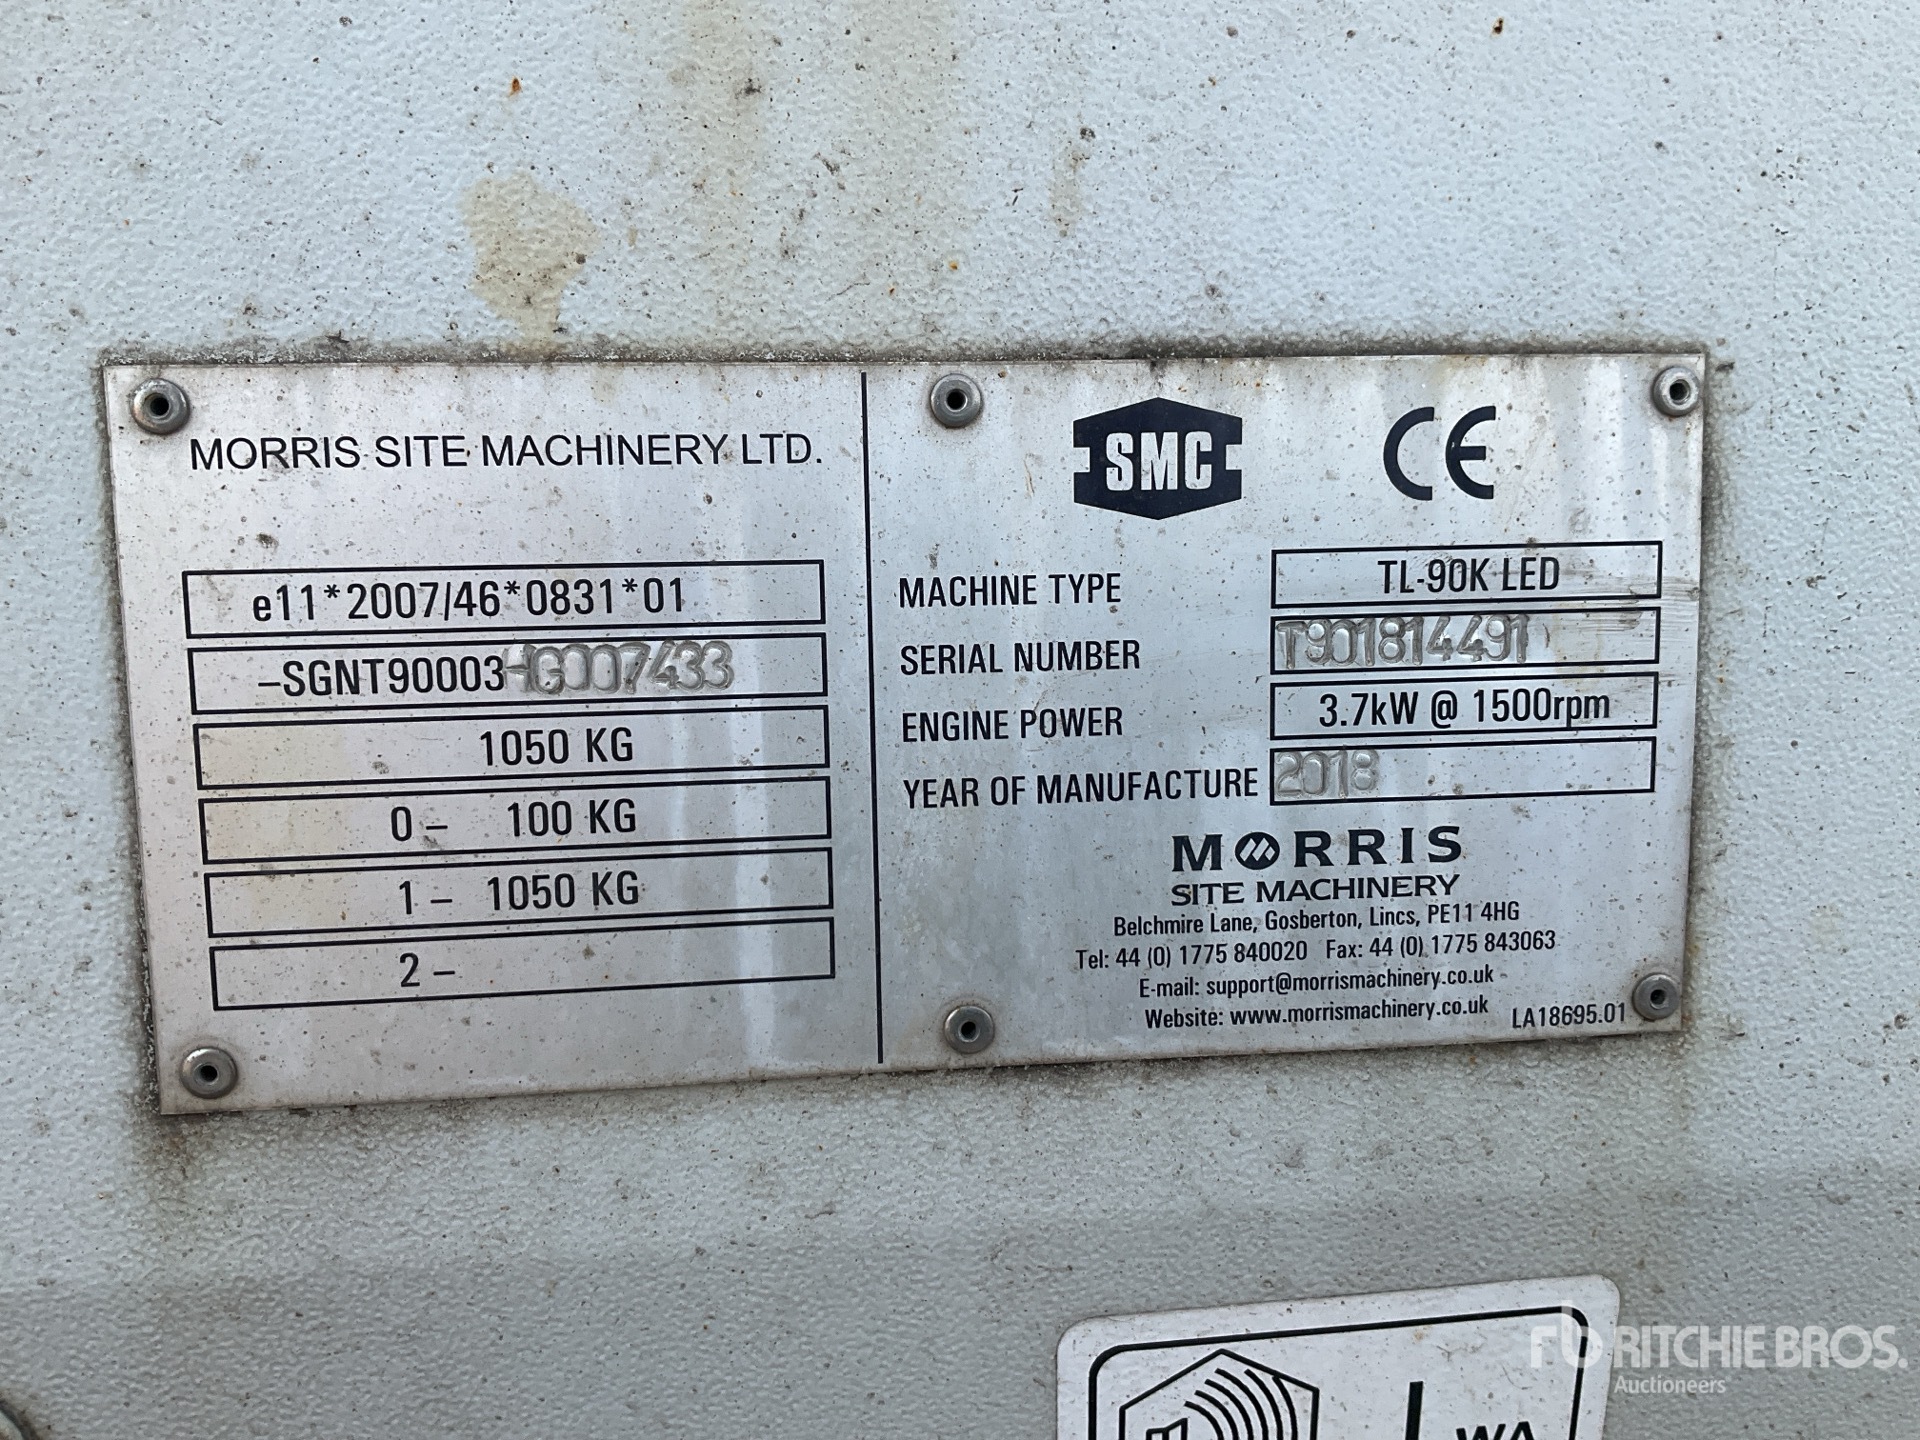 MORRIS SITE MACHINERY LTD.
e11*2007/46*0831*01
–SGNT90003HG007433
1050 KG
0 – 100 KG
1 – 1050 KG
2 –
SMC CE
MACHINE TYPE TL-90K LED
SERIAL NUMBER T901814491
ENGINE POWER 3.7kW @ 1500rpm
YEAR OF MANUFACTURE 2018
MORRIS
SITE MACHINERY
Belchmire Lane, Gosberton, Lincs, PE11 4HG
Tel: 44 (0) 1775 840020 Fax: 44 (0) 1775 843063
E-mail: support@morrismachinery.co.uk
Website: www.morrismachinery.co.uk
LA18695.01
LWA
rb RITCHIE BROS.
Auctioneers